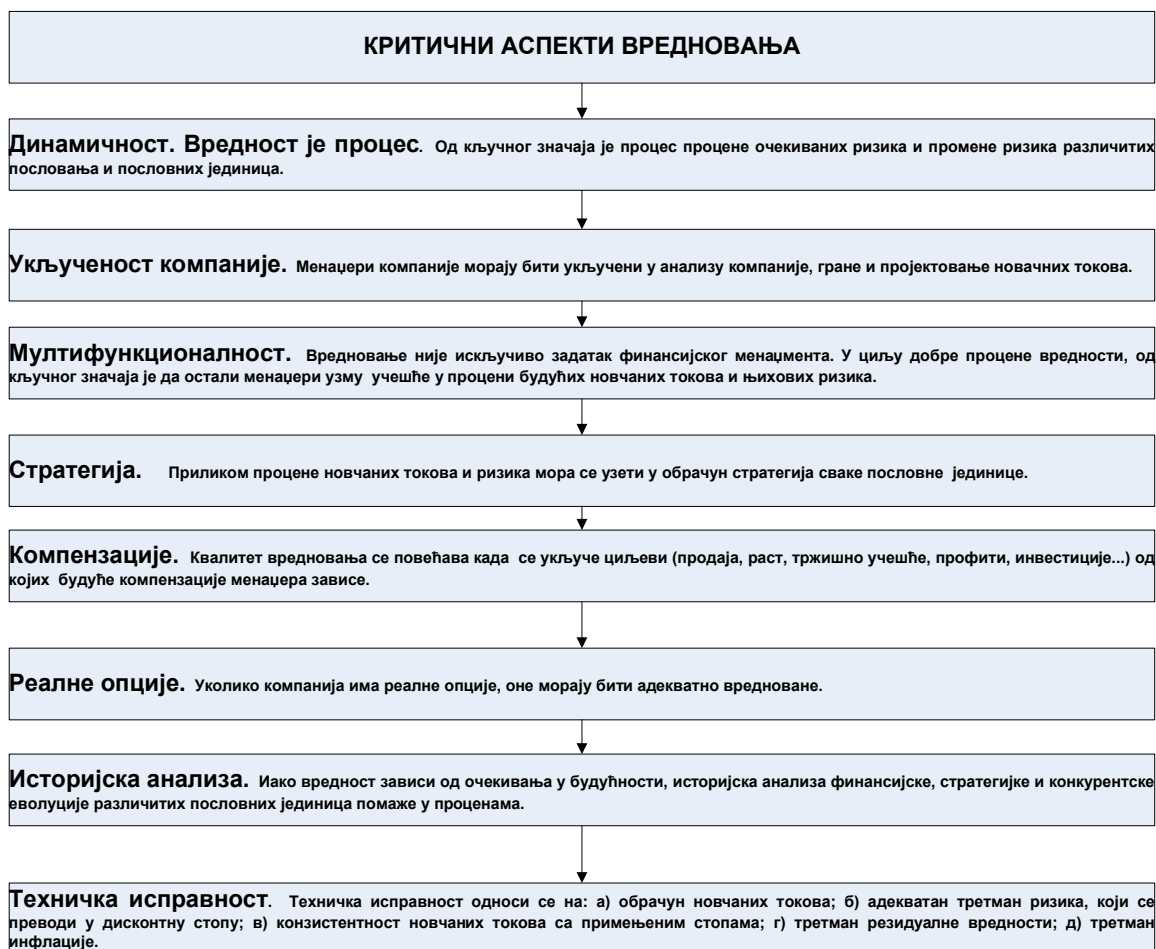 КРИТИЧНИ АСПЕКТИ ВРЕДНОВАЊА
Динамичност. Вредност је процес. Од кључног значаја је процес процене очекиваних ризика и промене ризика различитих
пословања и пословних јединица.
Укљученост компаније. Менаџери компаније морају бити укључени у анализу компаније, гране и пројектовање новачних токова.
Мултифункционалност. Вредновање није искључиво задатак финансијског менаџмента. У циљу добре процене вредности, од
кључног значаја је да остали менаџери узму учешће у процени будућих новчаних токова и њихових ризика.
Стратегија. Приликом процене новчаних токова и ризика мора се узети у обрачун стратегија сваке пословне јединице.
Компензације. Квалитет вредновања се повећава када се укључе циљеви (продаја, раст, тржишно учешће, профити, инвестиције...) од
којих будуће компензације менаџера зависе.
Реалне опције. Уколико компанија има реалне опције, оне морају бити адекватно вредноване.
Историјска анализа. Иако вредност зависи од очекивања у будућности, историјска анализа финансијске, стратегијке и конкурентске
еволуције различитих пословних јединица помаже у проценама.
Техничка исправност. Техничка исправност односи се на: а) обрачун новчаних токова; б) адекватан третман ризика, који се
преводи у дисконтну стопу; в) конзистентност новчаних токова са примењеним стопама; г) третман резидуалне вредности; д) третман
инфлације.